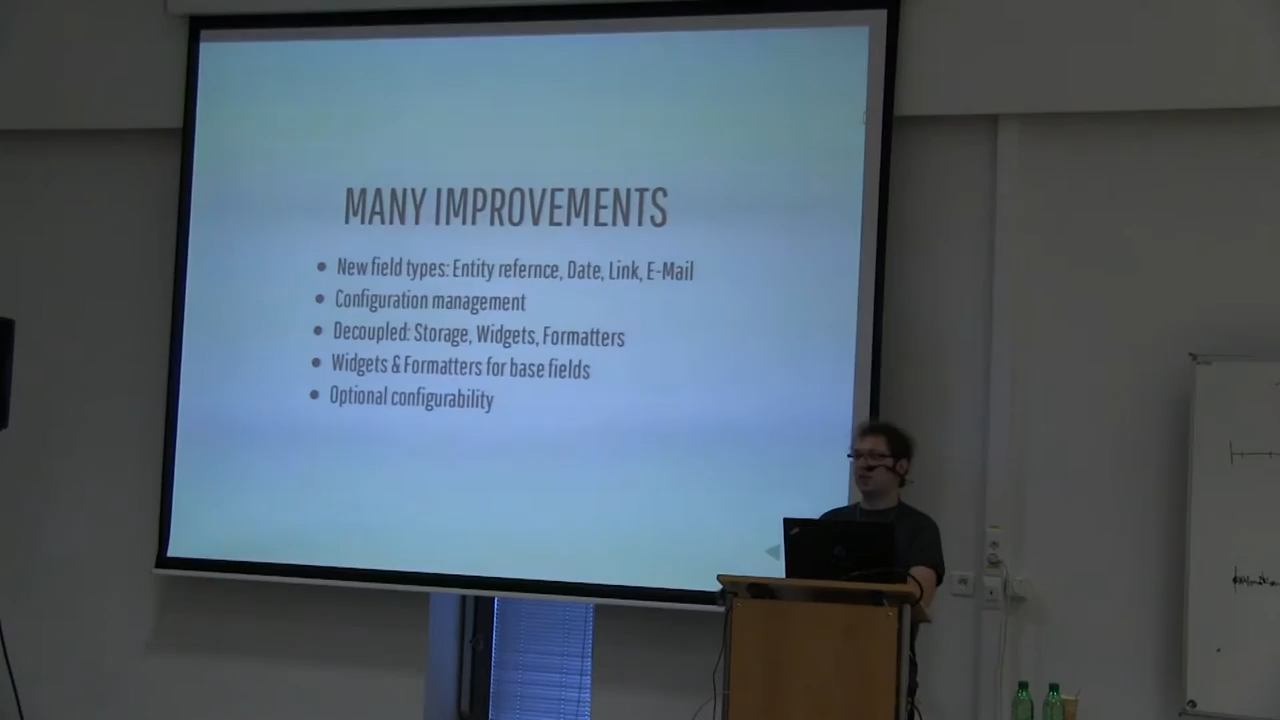 MANY IMPROVEMENTS
• New field types: Entity refernce, Date, Link, E-Mail
• Configuration management
• Decoupled: Storage, Widgets, Formatters
• Widgets & Formatters for base fields
• Optional configurability